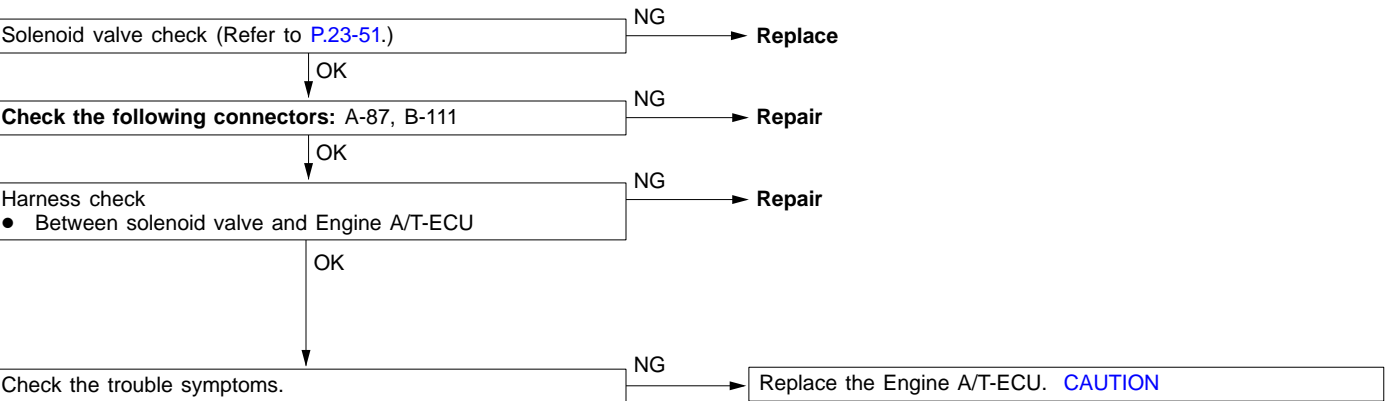 NG
Solenoid valve check (Refer to P.23-51.)
Replace
OK
NG
Check the following connectors: A-87, B-111
Repair
OK
NG
Harness check
Repair
● Between solenoid valve and Engine A/T-ECU
OK
NG
Check the trouble symptoms.
Replace the Engine A/T-ECU. CAUTION